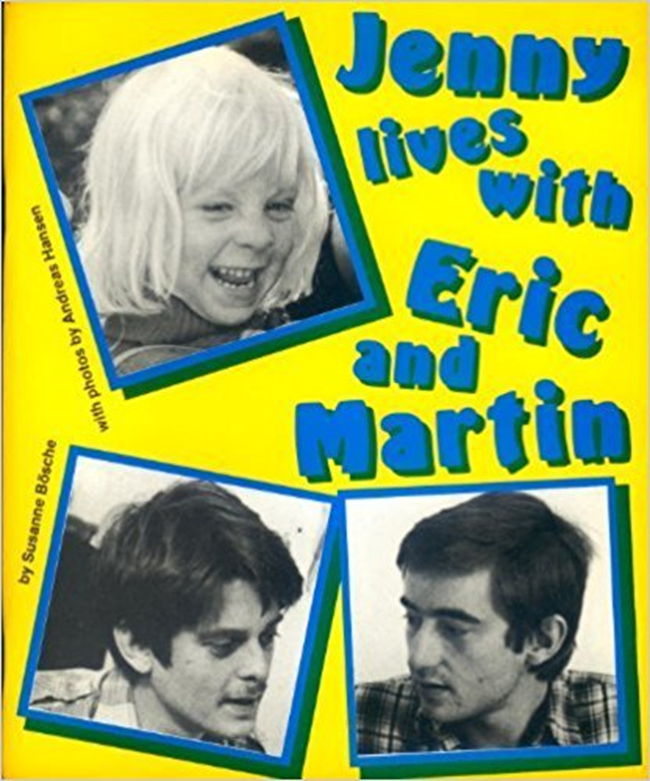 Jenny
lives
with
Eric
and
Martin
with photos by Andreas Hansen
by Susanne Bösche